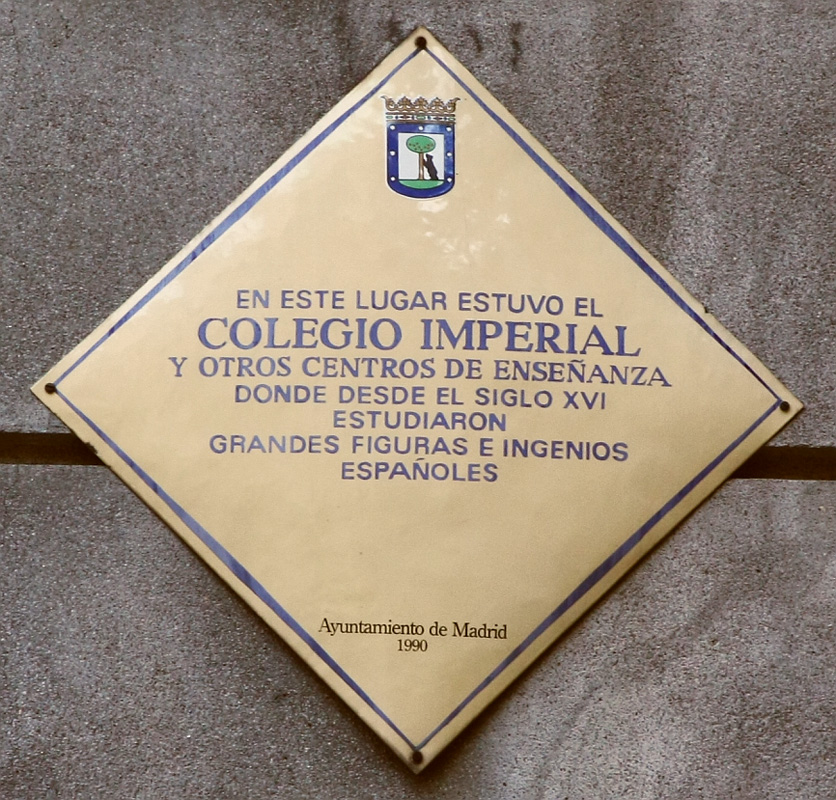 EN ESTE LUGAR ESTUVO EL
COLEGIO IMPERIAL
Y OTROS CENTROS DE ENSEÑANZA
DONDE DESDE EL SIGLO XVI
ESTUDIARON
GRANDES FIGURAS E INGENIOS
ESPAÑOLES
Ayuntamiento de Madrid
1990